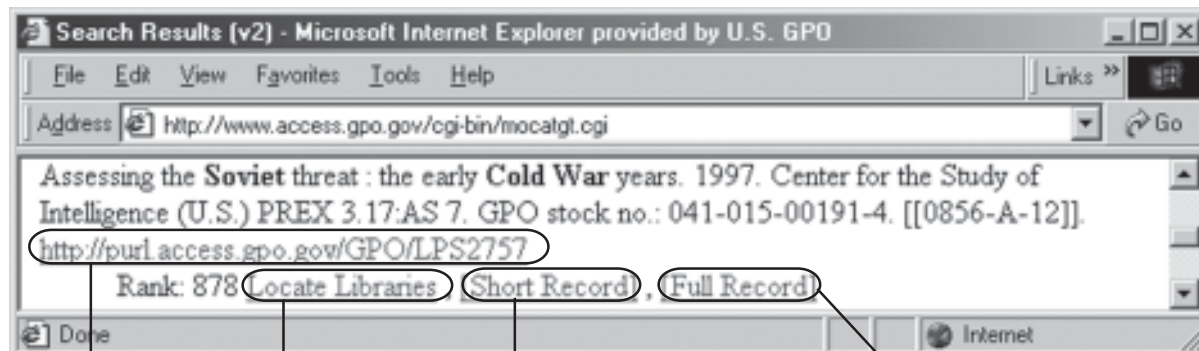 Search Results (v2) - Microsoft Internet Explorer provided by U.S. GPO
File Edit View Favorites Tools Help Links »
Address http://www.access.gpo.gov/cgi-bin/mocatgt.cgi Go
Assessing the Soviet threat : the early Cold War years. 1997. Center for the Study of
Intelligence (U.S.) PREX 3.17:AS 7. GPO stock no.: 041-015-00191-4. [[0856-A-12]].
http://purl.access.gpo.gov/GPO/LPS2757
Rank: 878 Locate Libraries , [Short Record] , [Full Record]
Done Internet